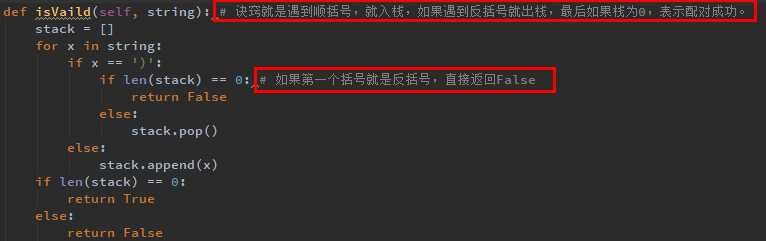 def isVaild(self, string): # 诀窍就是遇到顺括号，就入栈，如果遇到反括号就出栈，最后如果栈为0，表示配对成功。
    stack = []
    for x in string:
        if x == ')':
            if len(stack) == 0: # 如果第一个括号就是反括号，直接返回False
                return False
            else:
                stack.pop()
        else:
            stack.append(x)
    if len(stack) == 0:
        return True
    else:
        return False